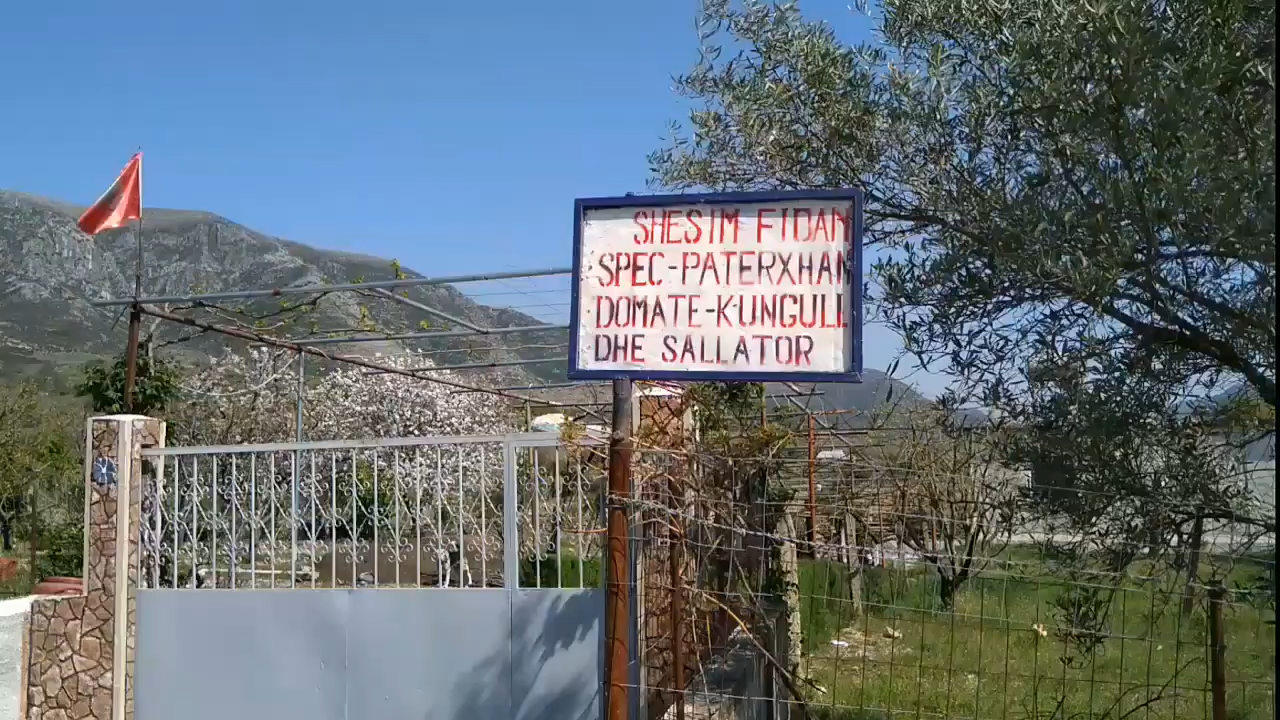 SHESIM FIDAN
SPEC-PATERXHAN
DOMATE-KUNGULL
DHE SALLATOR